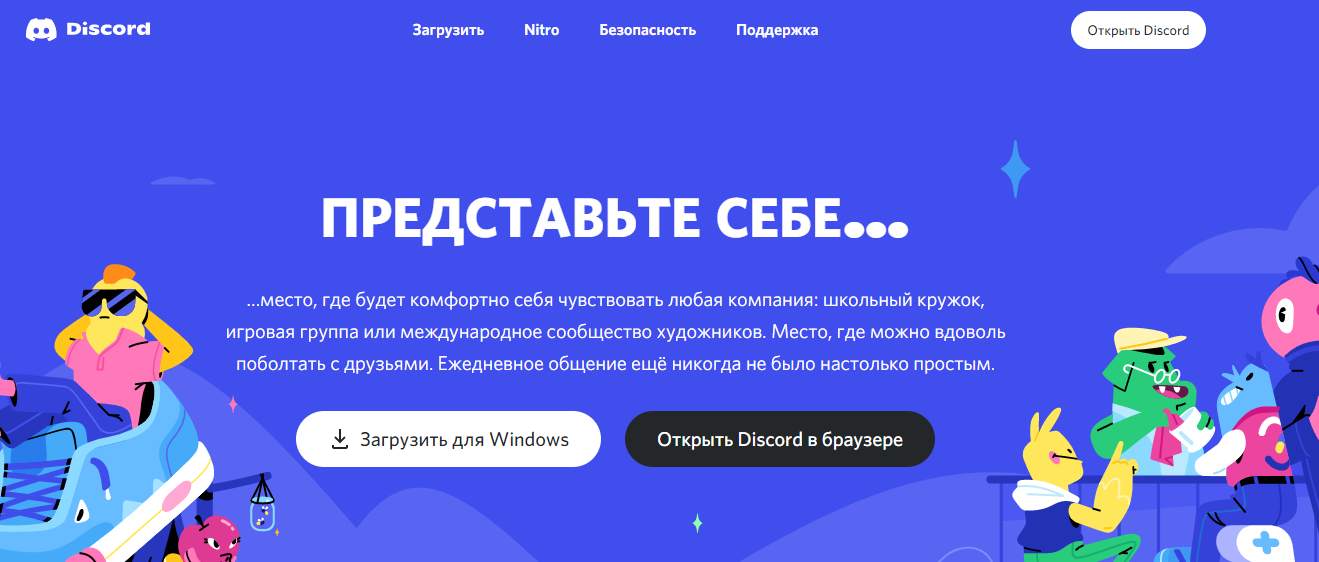 Discord
Загрузить
Nitro
Безопасность
Поддержка
Открыть Discord
ПРЕДСТАВЬТЕ СЕБЕ...
...место, где будет комфортно себя чувствовать любая компания: школьный кружок,
игровая группа или международное сообщество художников. Место, где можно вдоволь
поболтать с друзьями. Ежедневное общение ещё никогда не было настолько простым.
Загрузить для Windows
Открыть Discord в браузере